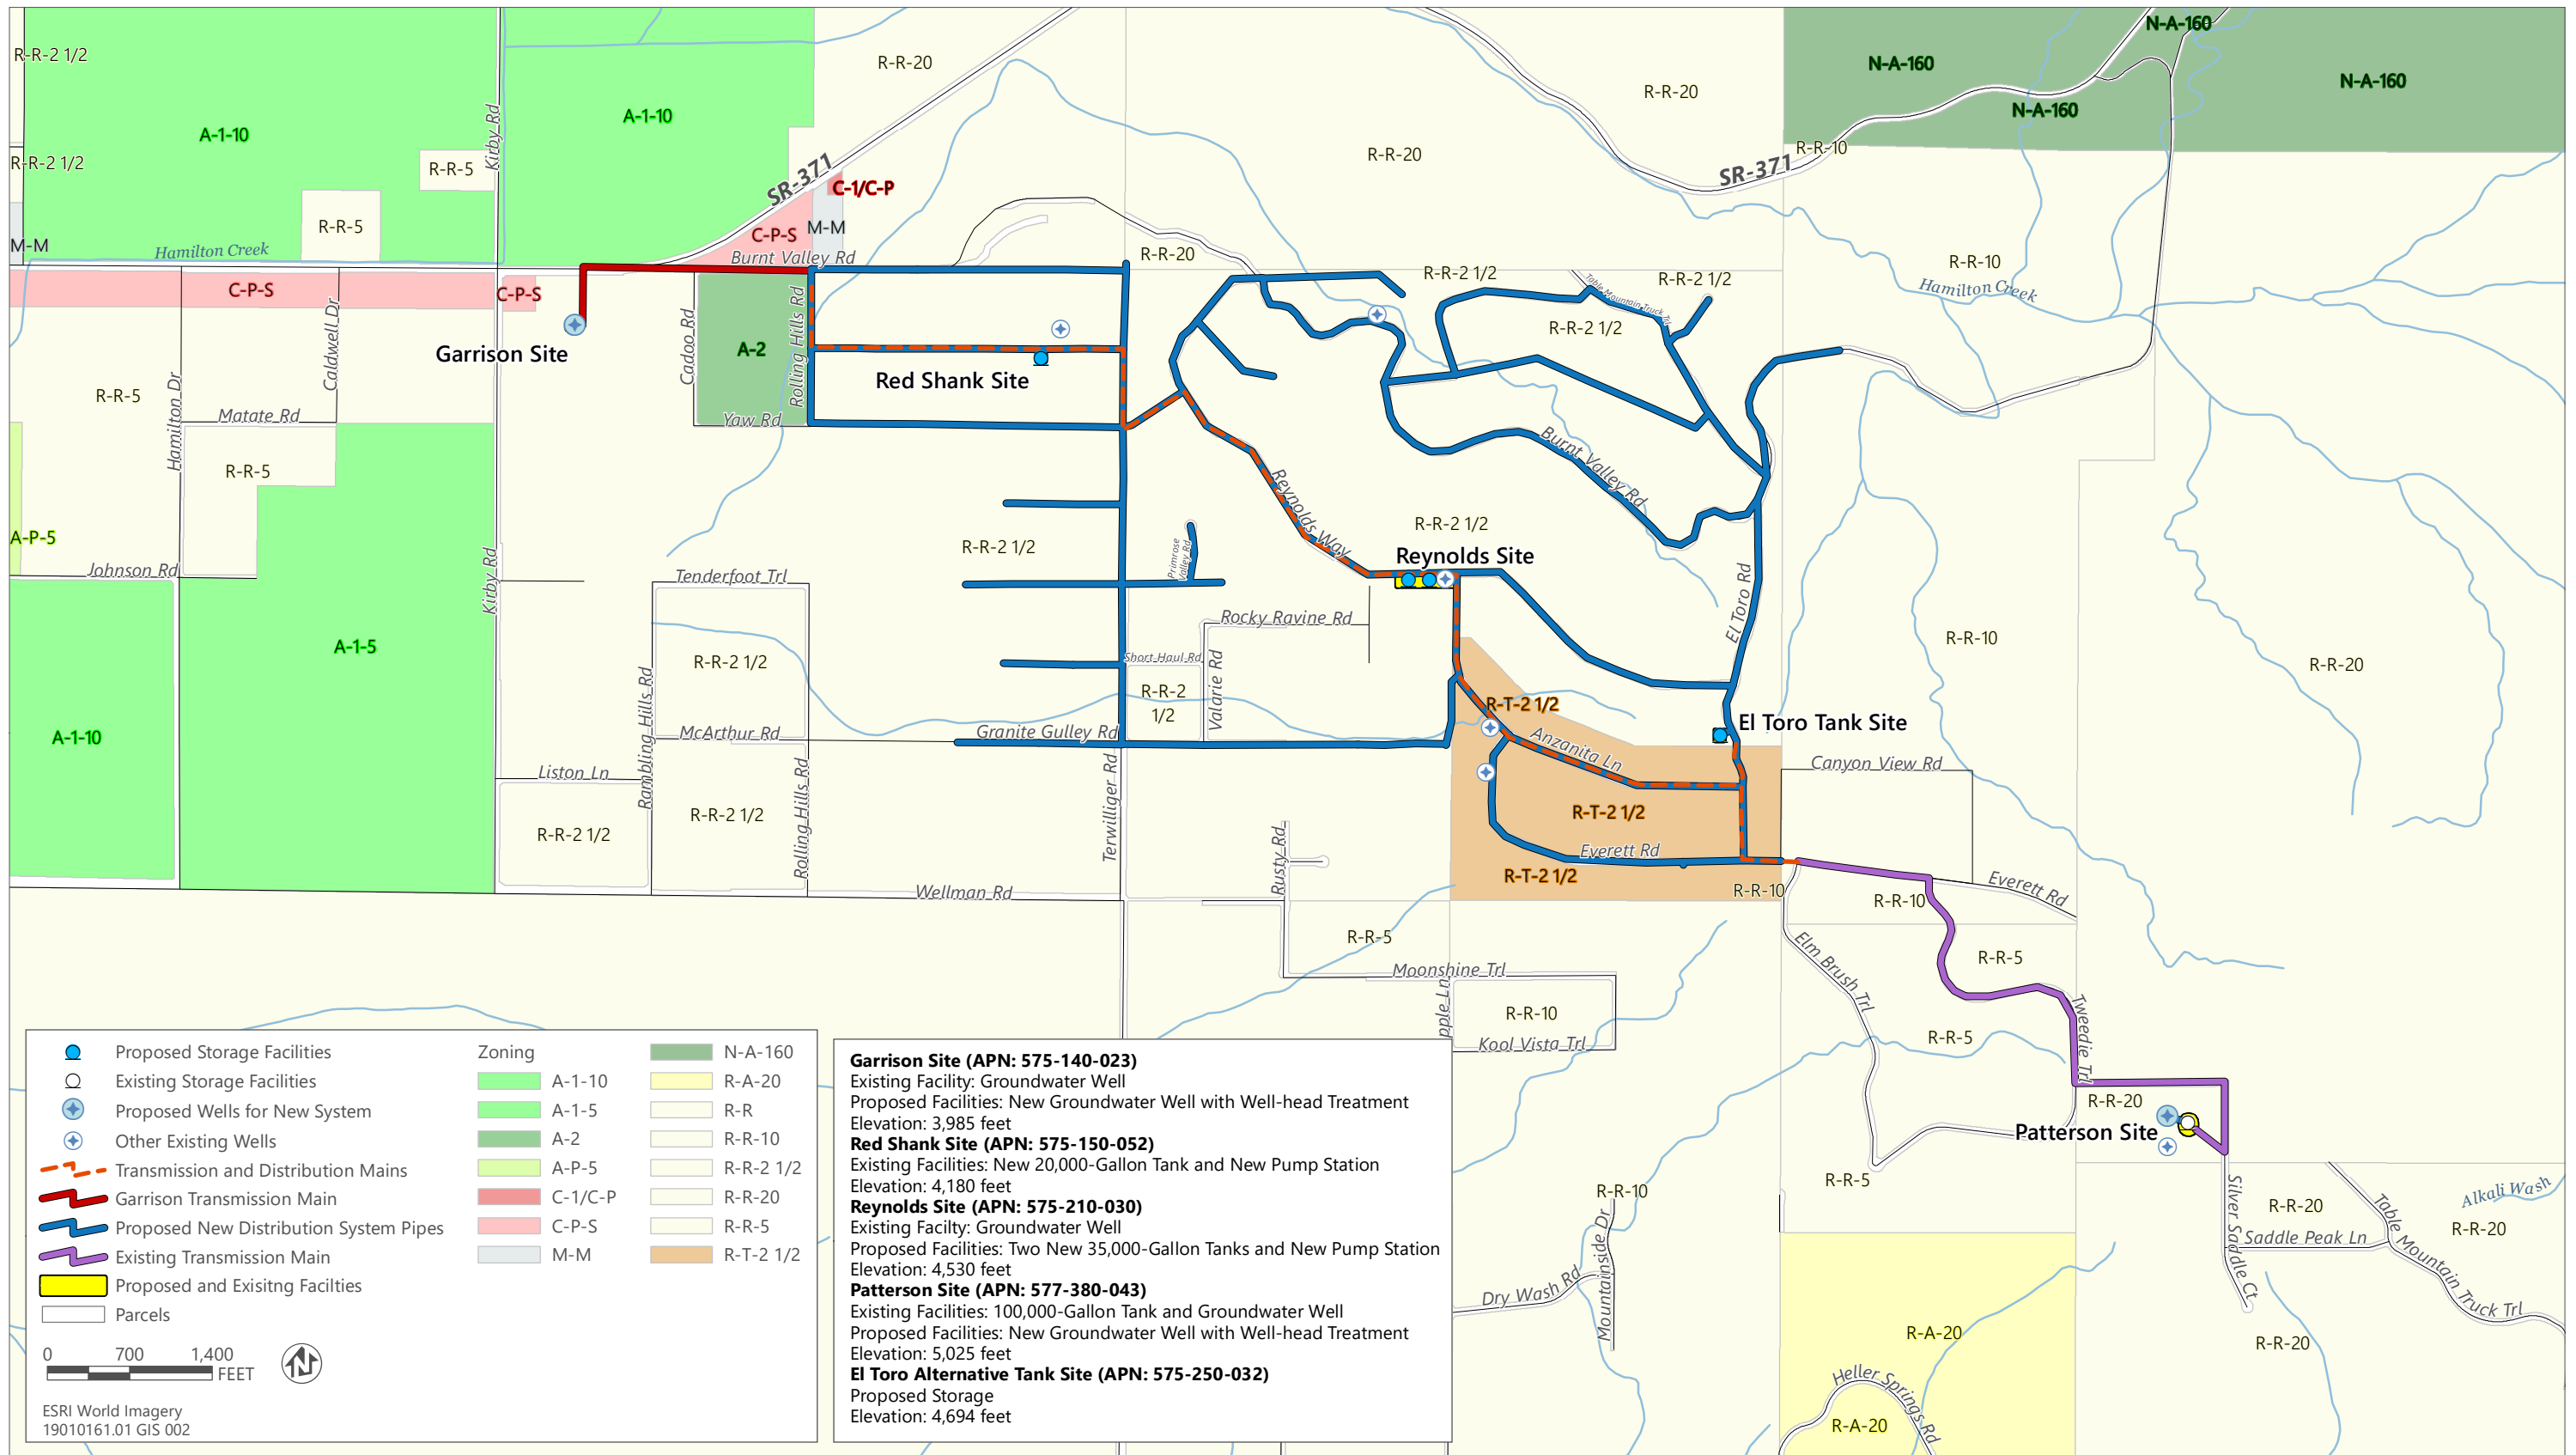 N-A-160
R-R-2 1/2
R-R-20
N-A-160
N-A-160
R-R-20
A-1-10
N-A-160
A-1-10
Kirby Rd
R-R-10
R-R-20
R-R-2 1/2
R-R-5
SR-371
SR-371
C-1/C-P
R-R-5
M-M
C-P-S
M-M
Hamilton Creek
Burnt Valley Rd
R-R-20
R-R-10
R-R-2 1/2
R-R-2 1/2
Table Mountain Truck Trl
Hamilton Creek
C-P-S
C-P-S
R-R-2 1/2
Caldwell Dr
Cadoo Rd
Rolling Hills Rd
A-2
Garrison Site
Red Shank Site
R-R-5
Hamilton Dr
Matate Rd
Yaw Rd
R-R-5
Burnt Valley Rd
Reynolds Way
A-P-5
R-R-2 1/2
R-R-2 1/2
Primrose
Valley Rd
Reynolds Site
Johnson Rd
Kirby Rd
Tenderfoot Trl
El Toro Rd
Rocky Ravine Rd
R-R-10
A-1-5
R-R-2 1/2
Short Haul Rd
R-R-20
R-R-2
1/2
Valarie Rd
R-T-2 1/2
Rambling Hills Rd
McArthur Rd
Granite Gulley Rd
Anzanita Ln
El Toro Tank Site
A-1-10
Canyon View Rd
Liston Ln
Rolling Hills Rd
Terwilliger Rd
R-R-2 1/2
R-R-2 1/2
R-T-2 1/2
Rusty Rd
Everett Rd
R-T-2 1/2
R-R-10
Wellman Rd
R-R-10
Everett Rd
R-R-5
Elm Brush Trl
R-R-5
Moonshine Trl
pple Ln
R-R-10
Kool Vista Trl
Tweedie Trl
R-R-5
R-R-20
Patterson Site
R-R-5
R-R-10
Silver Saddle Ct
R-R-20
Alkali Wash
R-R-20
Saddle Peak Ln
Table Mountain Truck Trl
Dry Wash Rd
Mountainside Dr
R-A-20
R-R-20
Heller Springs Rd
R-A-20
Proposed Storage Facilities
Existing Storage Facilities
Proposed Wells for New System
Other Existing Wells
Transmission and Distribution Mains
Garrison Transmission Main
Proposed New Distribution System Pipes
Existing Transmission Main
Proposed and Exisitng Facilties
Parcels
Zoning
A-1-10
A-1-5
A-2
A-P-5
C-1/C-P
C-P-S
M-M
N-A-160
R-A-20
R-R
R-R-10
R-R-2 1/2
R-R-20
R-R-5
R-T-2 1/2
0 700 1,400
FEET
N
ESRI World Imagery
19010161.01 GIS 002
Garrison Site (APN: 575-140-023)
Existing Facility: Groundwater Well
Proposed Facilities: New Groundwater Well with Well-head Treatment
Elevation: 3,985 feet
Red Shank Site (APN: 575-150-052)
Existing Facilities: New 20,000-Gallon Tank and New Pump Station
Elevation: 4,180 feet
Reynolds Site (APN: 575-210-030)
Existing Facilty: Groundwater Well
Proposed Facilities: Two New 35,000-Gallon Tanks and New Pump Station
Elevation: 4,530 feet
Patterson Site (APN: 577-380-043)
Existing Facilities: 100,000-Gallon Tank and Groundwater Well
Proposed Facilities: New Groundwater Well with Well-head Treatment
Elevation: 5,025 feet
El Toro Alternative Tank Site (APN: 575-250-032)
Proposed Storage
Elevation: 4,694 feet